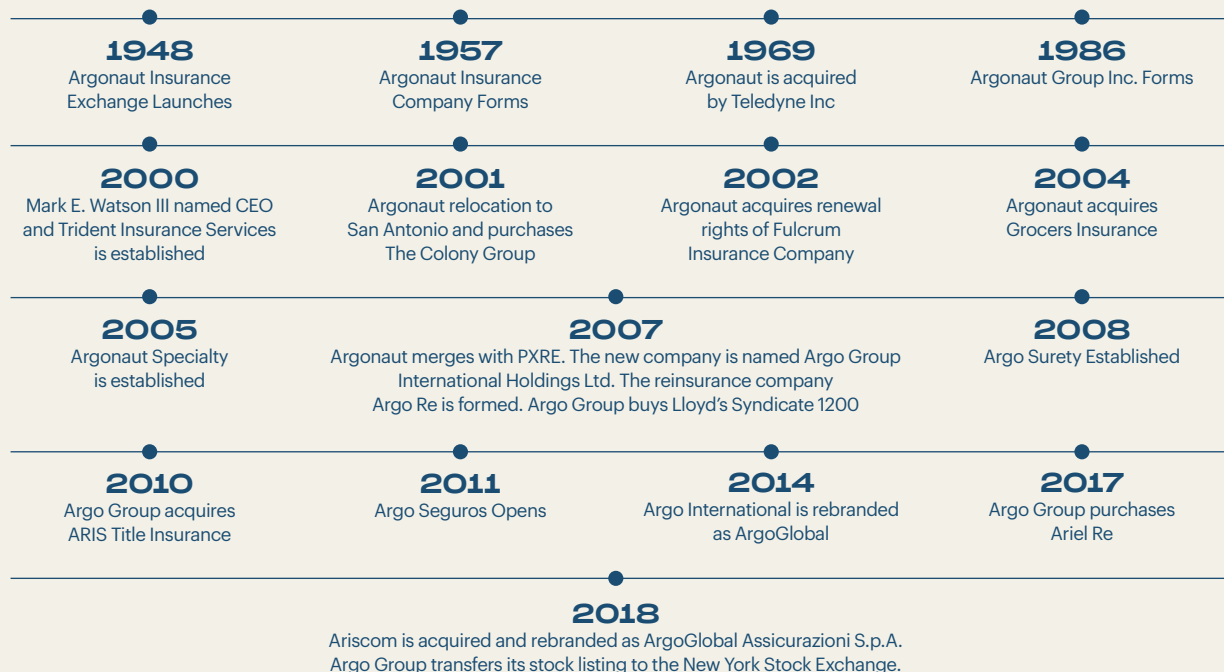 1948
Argonaut Insurance
Exchange Launches
1957
Argonaut Insurance
Company Forms
1969
Argonaut is acquired
by Teledyne Inc
1986
Argonaut Group Inc. Forms
2000
Mark E. Watson III named CEO
and Trident Insurance Services
is established
2001
Argonaut relocation to
San Antonio and purchases
The Colony Group
2002
Argonaut acquires renewal
rights of Fulcrum
Insurance Company
2004
Argonaut acquires
Grocers Insurance
2005
Argonaut Specialty
is established
2007
Argonaut merges with PXRE. The new company is named Argo Group
International Holdings Ltd. The reinsurance company
Argo Re is formed. Argo Group buys Lloyd’s Syndicate 1200
2008
Argo Surety Established
2010
Argo Group acquires
ARIS Title Insurance
2011
Argo Seguros Opens
2014
Argo International is rebranded
as ArgoGlobal
2017
Argo Group purchases
Ariel Re
2018
Ariscom is acquired and rebranded as ArgoGlobal Assicurazioni S.p.A.
Argo Group transfers its stock listing to the New York Stock Exchange.